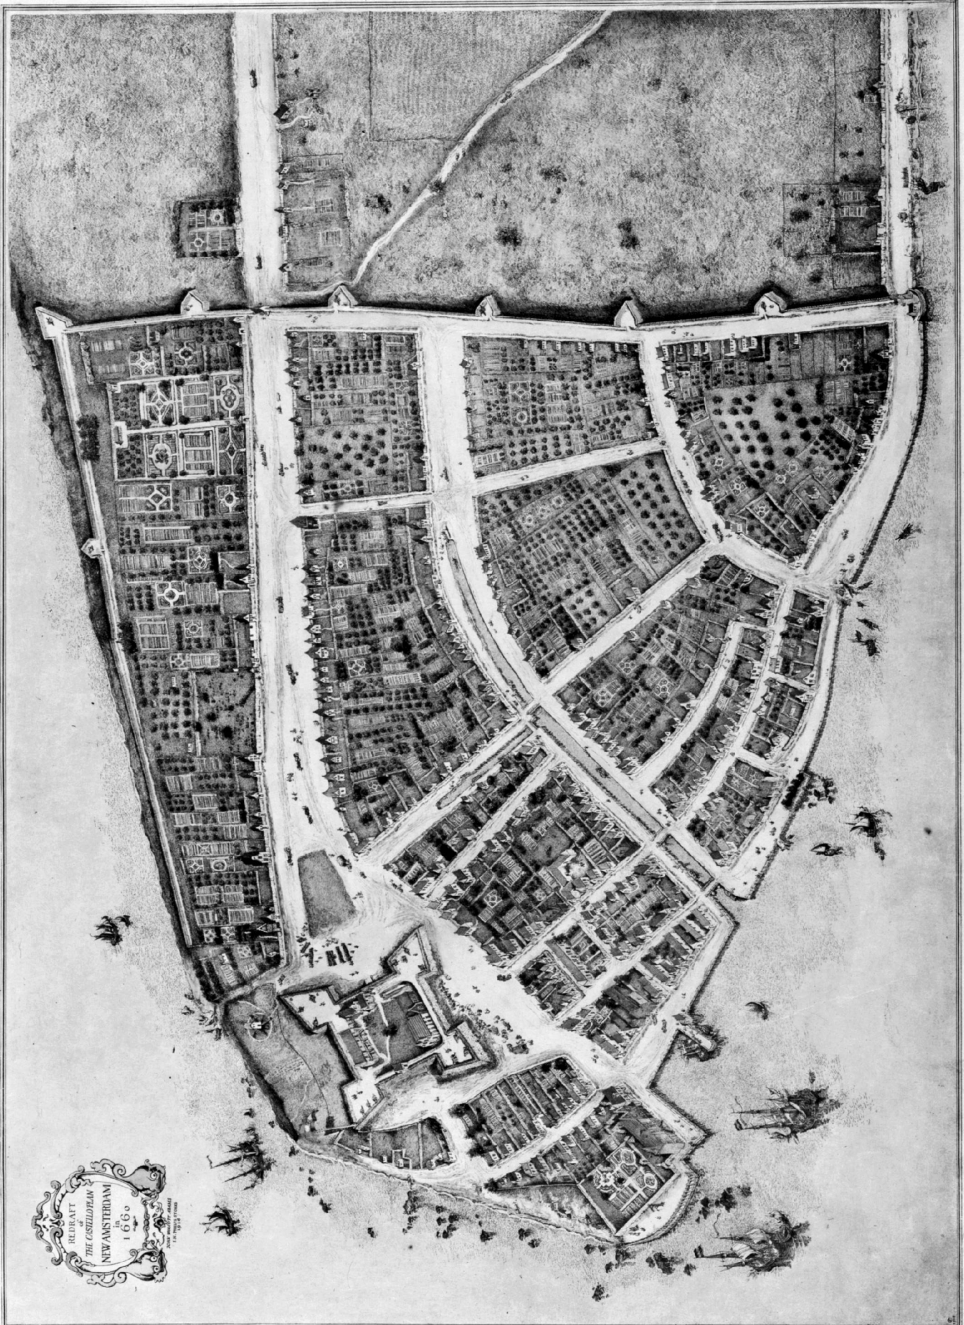 REDRAFT
of
THE CASTELLO PLAN
NEW AMSTERDAM
in
1660